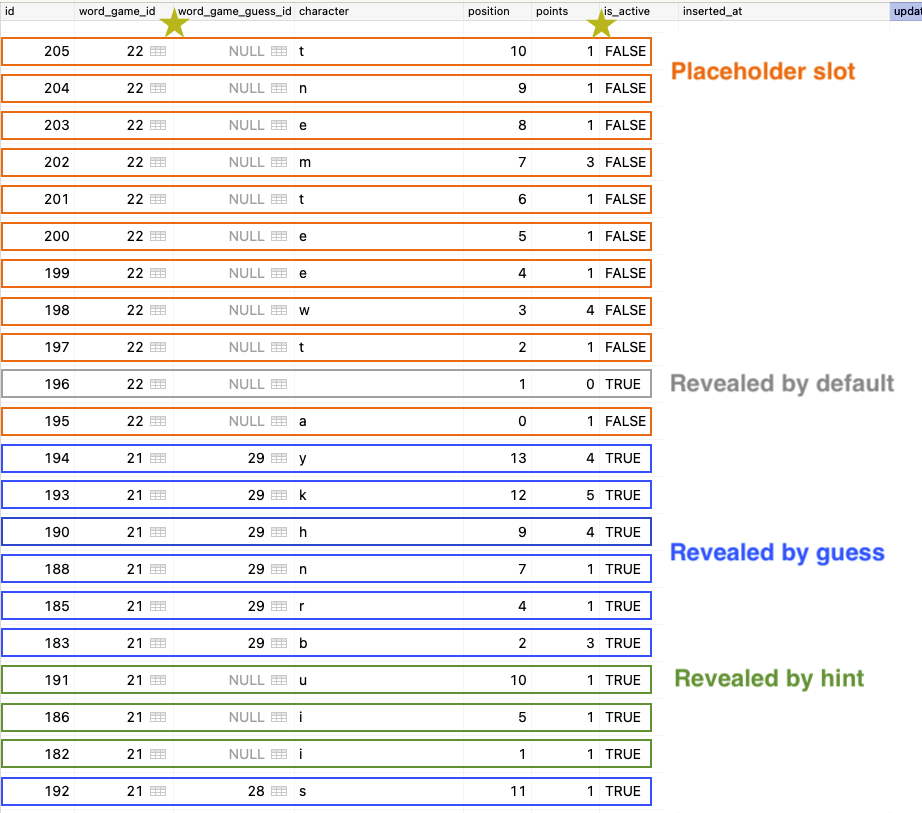 id word_game_id word_game_guess_id character position points is_active inserted_at updat
205 22 NULL t 10 1 FALSE
Placeholder slot
204 22 NULL n 9 1 FALSE
203 22 NULL e 8 1 FALSE
202 22 NULL m 7 3 FALSE
201 22 NULL t 6 1 FALSE
200 22 NULL e 5 1 FALSE
199 22 NULL e 4 1 FALSE
198 22 NULL w 3 4 FALSE
197 22 NULL t 2 1 FALSE
196 22 NULL 1 0 TRUE Revealed by default
195 22 NULL a 0 1 FALSE
194 21 29 y 13 4 TRUE
193 21 29 k 12 5 TRUE
190 21 29 h 9 4 TRUE
Revealed by guess
188 21 29 n 7 1 TRUE
185 21 29 r 4 1 TRUE
183 21 29 b 2 3 TRUE
191 21 NULL u 10 1 TRUE Revealed by hint
186 21 NULL i 5 1 TRUE
182 21 NULL i 1 1 TRUE
192 21 28 s 11 1 TRUE